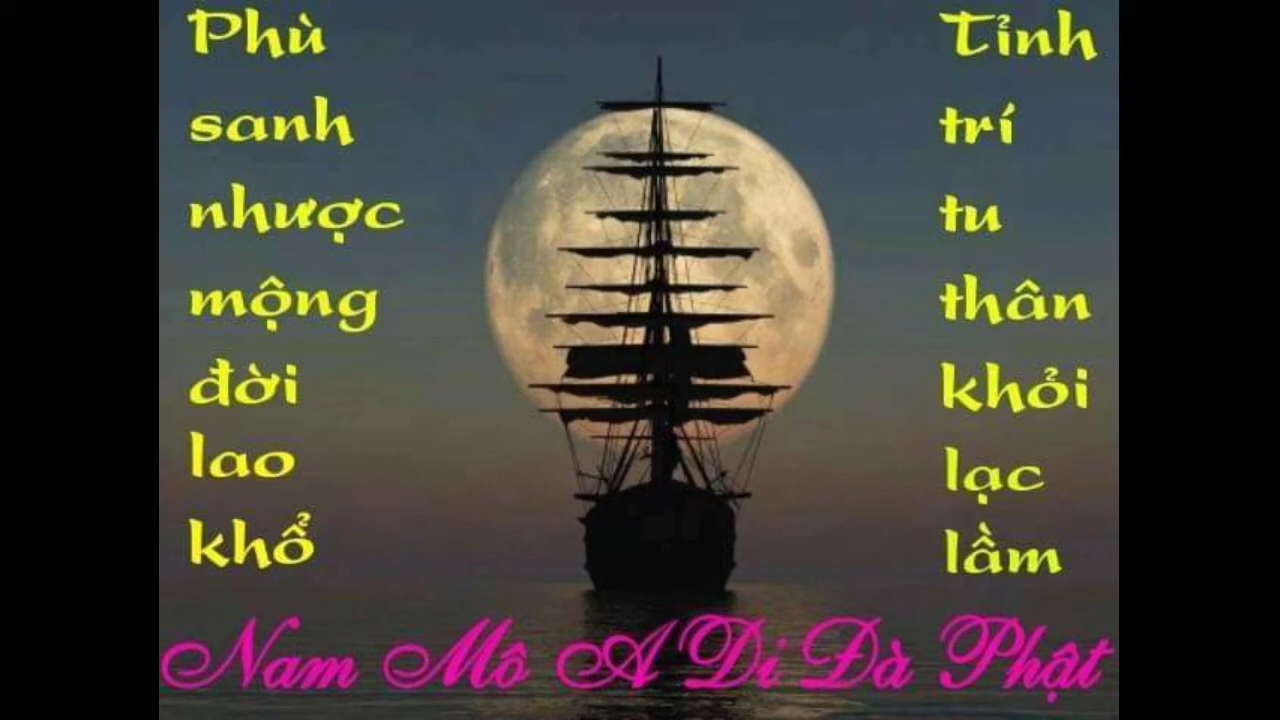 Phù
sanh
nhược
mộng
đời
lao
khổ
Tỉnh
trí
tu
thân
khỏi
lạc
lầm
Nam Mô A Di Đà Phật